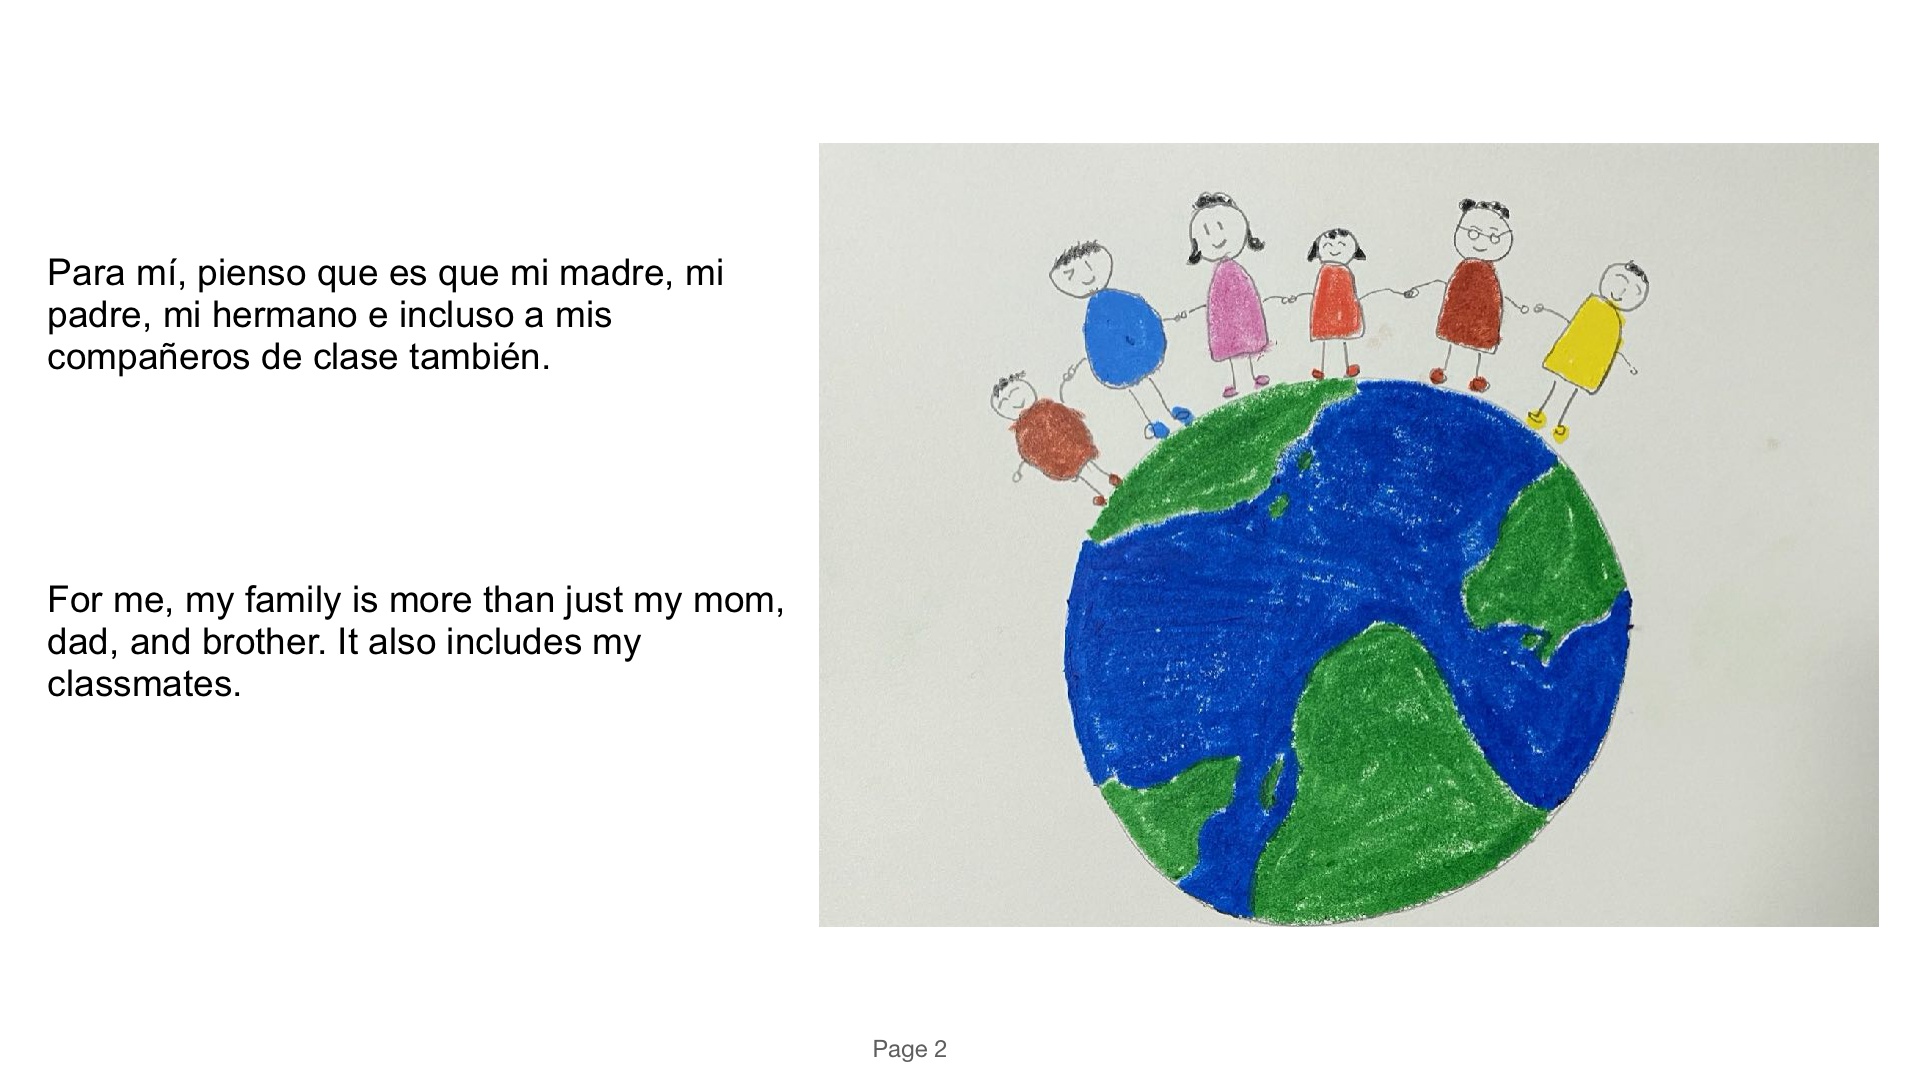 Para mí, pienso que es que mi madre, mi
padre, mi hermano e incluso a mis
compañeros de clase también.
For me, my family is more than just my mom,
dad, and brother. It also includes my
classmates.
Page 2